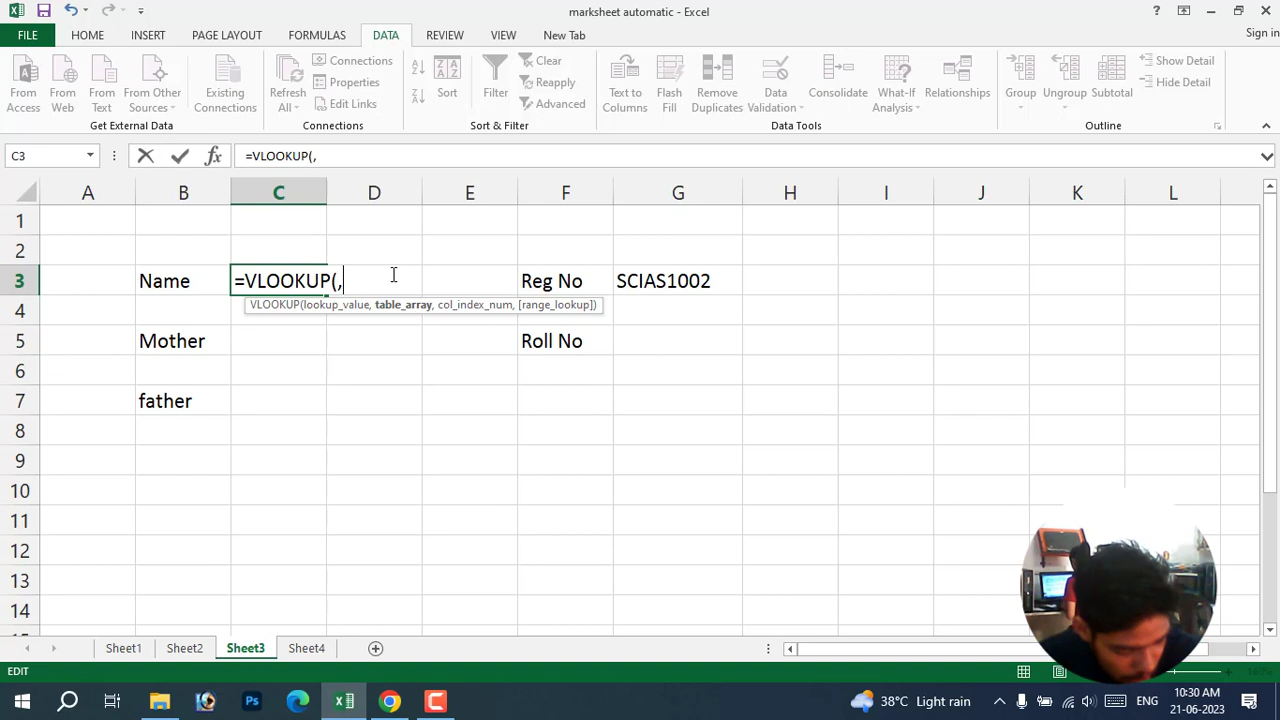 marksheet automatic - Excel
Sign in
FILE HOME INSERT PAGE LAYOUT FORMULAS DATA REVIEW VIEW New Tab
From Access
From Web
From Text
From Other Sources
Existing Connections
Get External Data
Refresh All
Connections
Properties
Edit Links
Connections
Sort
Filter
Clear
Reapply
Advanced
Sort & Filter
Text to Columns
Flash Fill
Remove Duplicates
Data Validation
Consolidate
What-If Analysis
Relationships
Data Tools
Group
Ungroup
Subtotal
Show Detail
Hide Detail
Outline
C3 fx =VLOOKUP(,
A B C D E F G H I J K L
1
2
3 Name =VLOOKUP(, Reg No SCIAS1002
VLOOKUP(lookup_value, table_array, col_index_num, [range_lookup])
4
5 Mother Roll No
6
7 father
8
9
10
11
12
13
14
Sheet1 Sheet2 Sheet3 Sheet4
EDIT
38°C Light rain
ENG
10:30 AM
21-06-2023